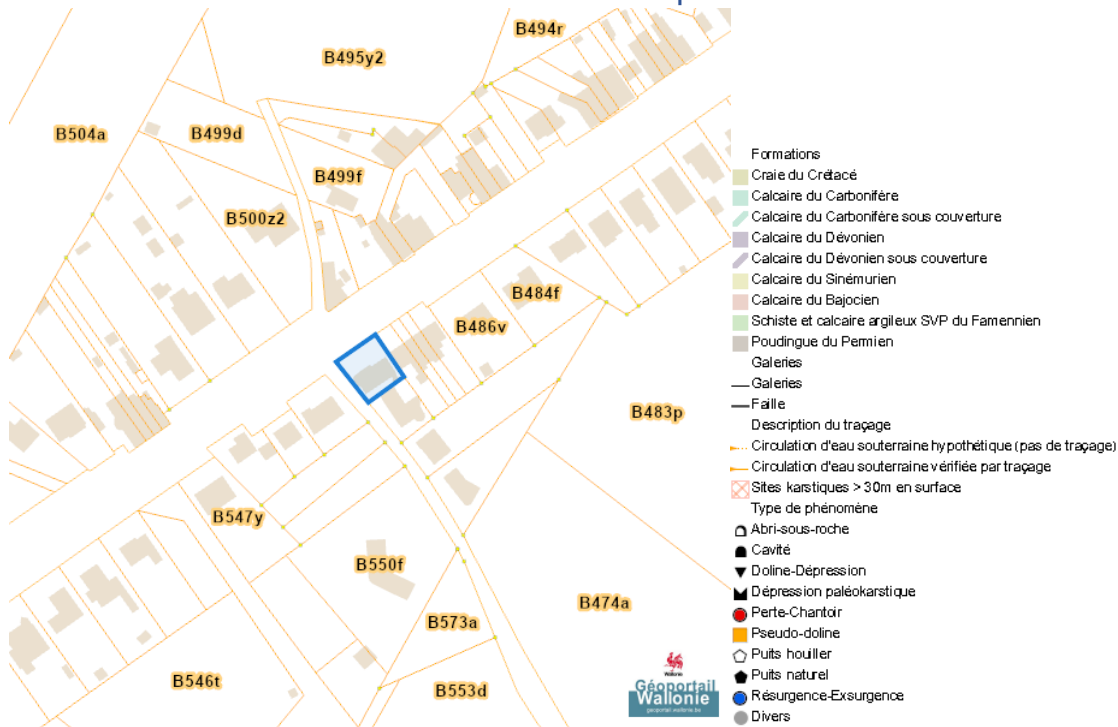 B494r
B495y2
B504a
B499d
B499f
B500z2
B484f
B486v
B483p
B547y
B550f
B474a
B573a
B546t
B553d
Formations
Craie du Crétacé
Calcaire du Carbonifère
Calcaire du Carbonifère sous couverture
Calcaire du Dévonien
Calcaire du Dévonien sous couverture
Calcaire du Sinémurien
Calcaire du Bajocien
Schiste et calcaire argileux SVP du Famennien
Poudingue du Permien
Galeries
Galeries
Faille
Description du traçage
Circulation d'eau souterraine hypothétique (pas de traçage)
Circulation d'eau souterraine vérifiée par traçage
Sites karstiques > 30m en surface
Type de phénomène
Abri-sous-roche
Cavité
Doline-Dépression
Dépression paléokarstique
Perte-Chantoir
Pseudo-doline
Puits houiller
Puits naturel
Résurgence-Exsurgence
Divers
Wallonie
Géoportail
Wallonie
geoportail.wallonie.be